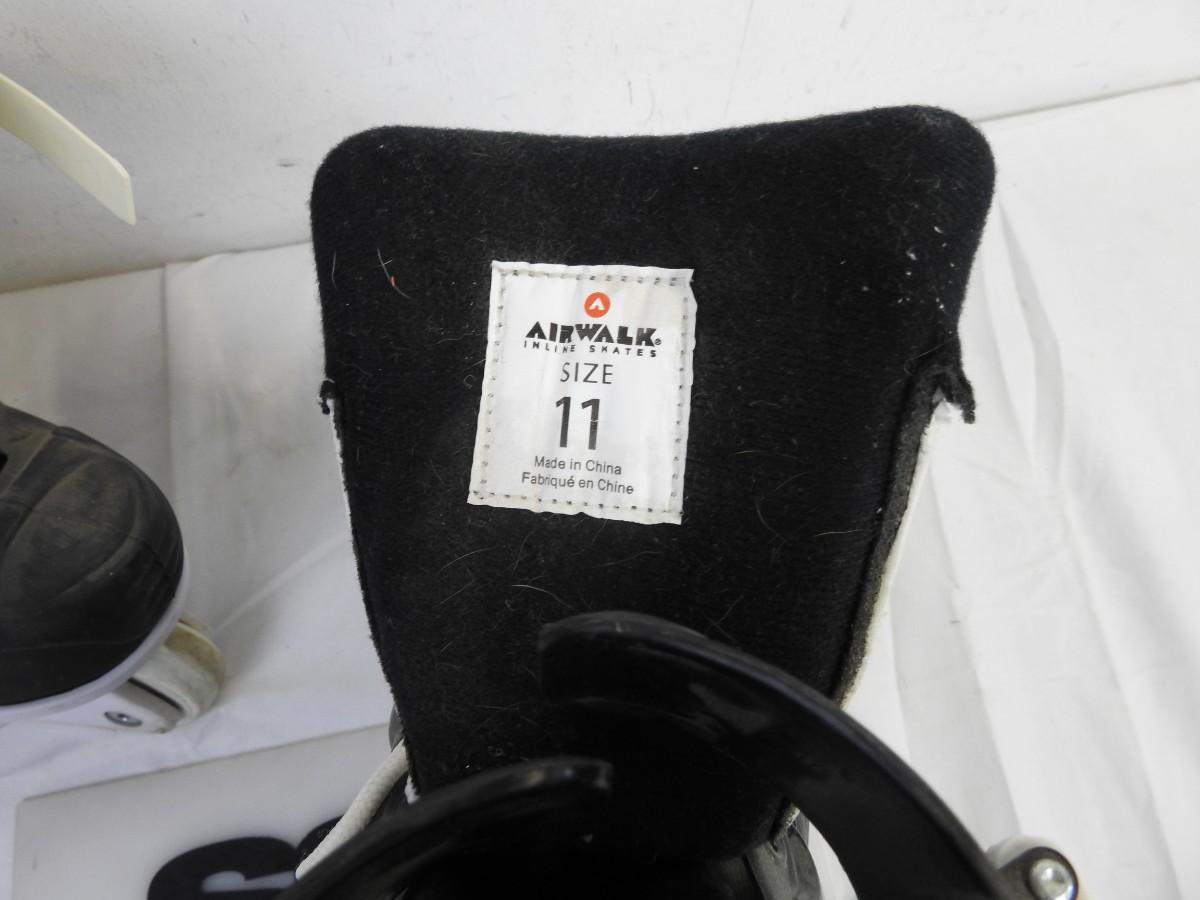 AIRWALK®
INLINE SKATES
SIZE
11
Made in China
Fabriqué en Chine